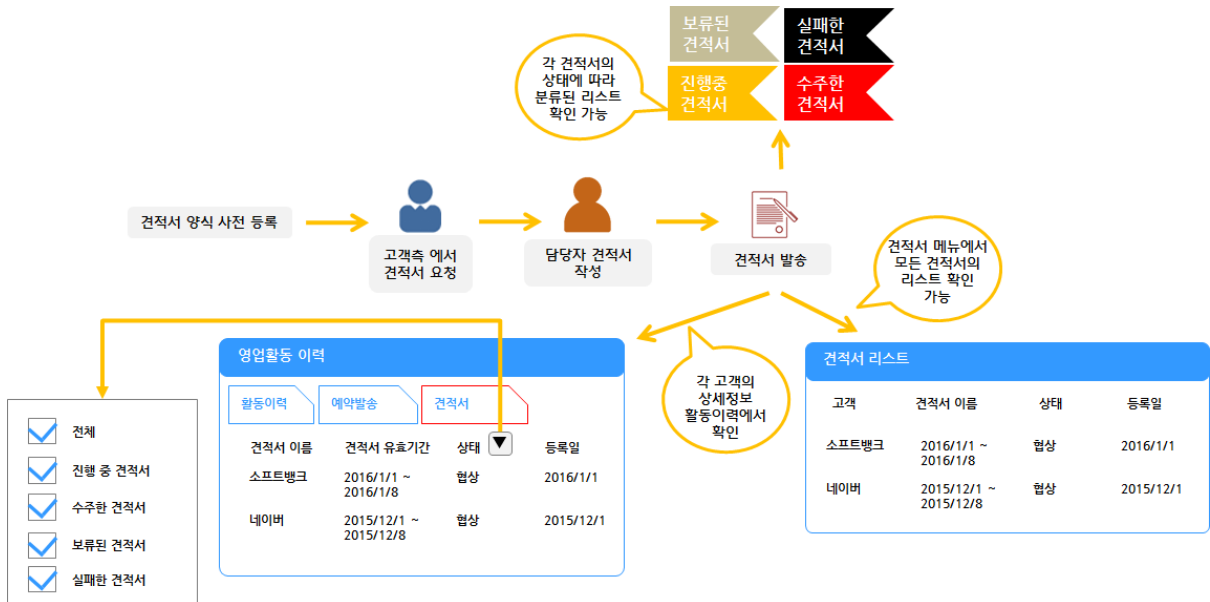 보류된
견적서
실패한
견적서
진행중
견적서
수주한
견적서
각 견적서의
상태에 따라
분류된 리스트
확인 가능
견적서 양식 사전 등록
고객측 에서
견적서 요청
담당자 견적서
작성
견적서 발송
견적서 메뉴에서
모든 견적서의
리스트 확인
가능
각 고객의
상세정보
활동이력에서
확인
영업활동 이력
활동이력
예약발송
견적서
견적서 이름 견적서 유효기간 상태 ▼ 등록일
소프트뱅크 2016/1/1 ~ 협상 2016/1/1
2016/1/8
네이버 2015/12/1 ~ 협상 2015/12/1
2015/12/8
견적서 리스트
고객 견적서 이름 상태 등록일
소프트뱅크 2016/1/1 ~ 협상 2016/1/1
2016/1/8
네이버 2015/12/1 ~ 협상 2015/12/1
2015/12/8
전체
진행 중 견적서
수주한 견적서
보류된 견적서
실패한 견적서